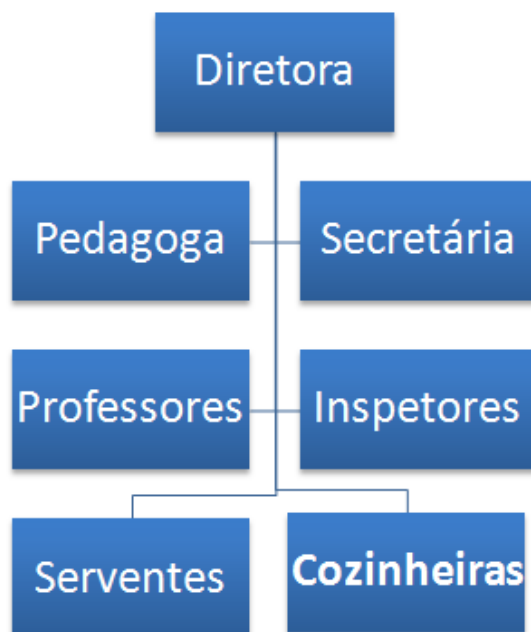 Diretora
Pedagoga
Secretária
Professores
Inspetores
Serventes
Cozinheiras